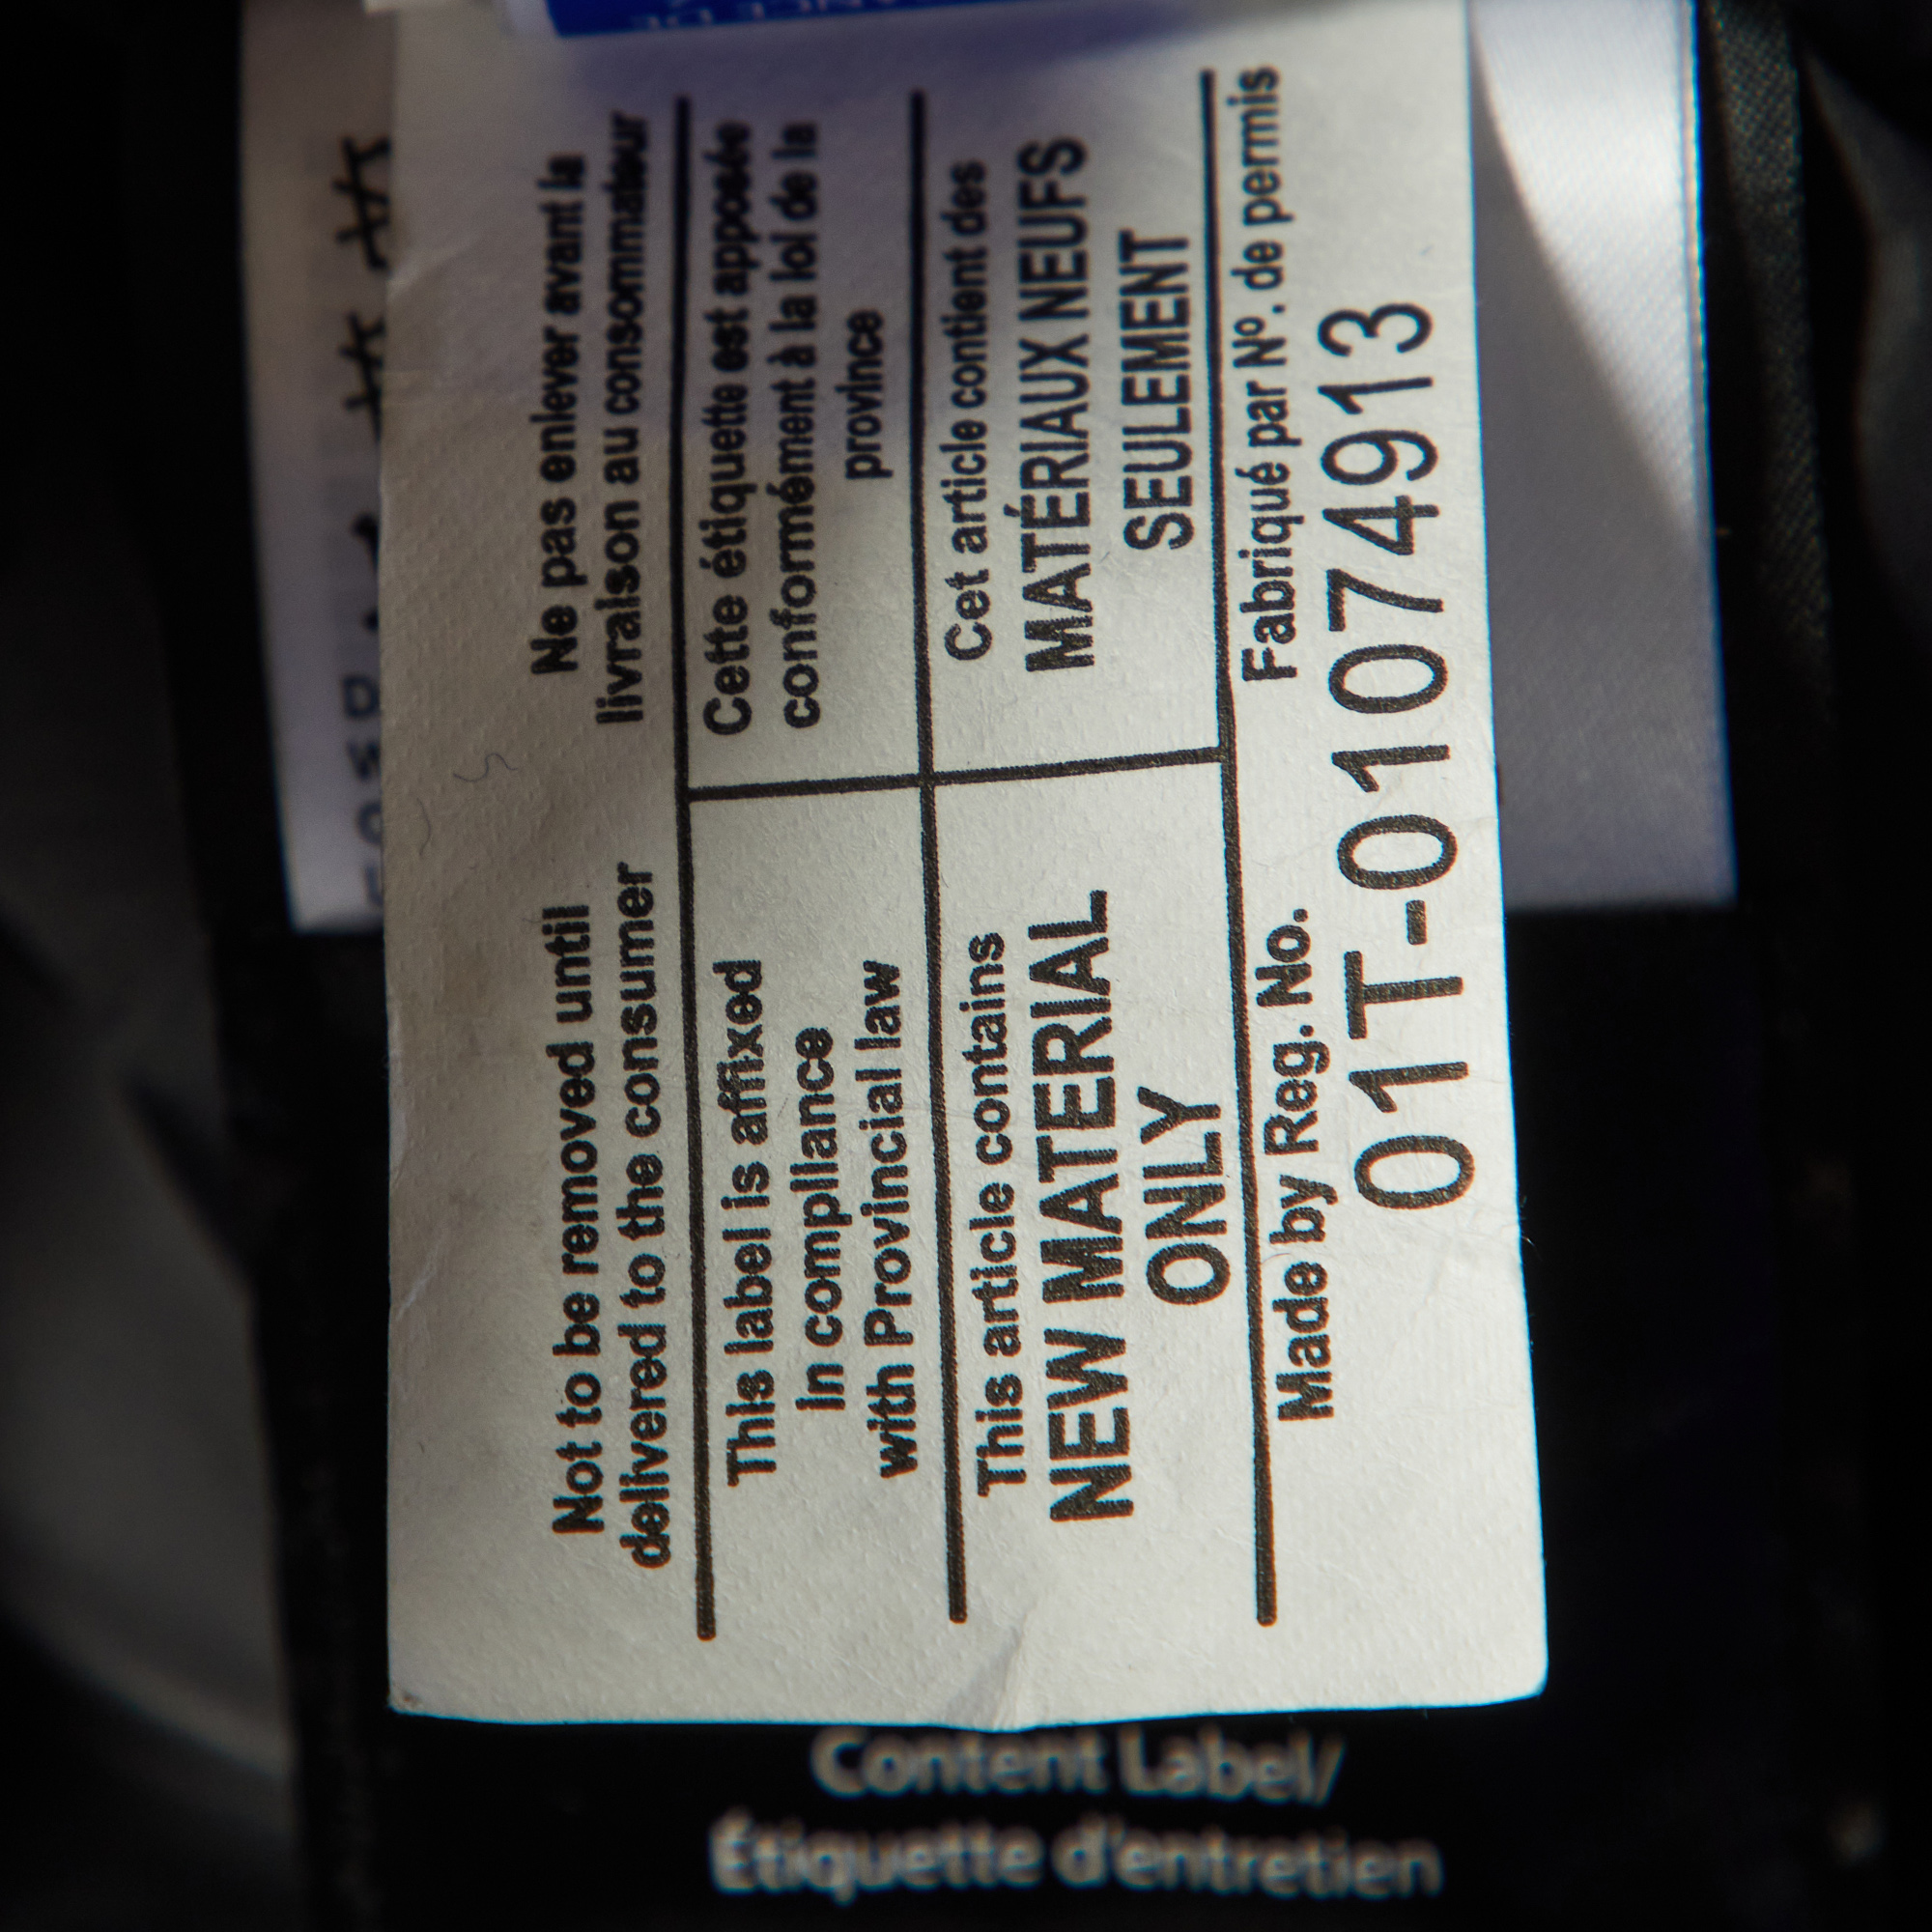 Not to be removed until
delivered to the consumer
Ne pas enlever avant la
livraison au consommateur
This label is affixed
in compliance
with Provincial law
Cette étiquette est apposée
conformément à la loi de la
province
This article contains
NEW MATERIAL
ONLY
Cet article contient des
MATÉRIAUX NEUFS
SEULEMENT
Made by Reg. No.
Fabriqué par Nº. de permis
01T-01074913
Content Label/
Étiquette d'entretien